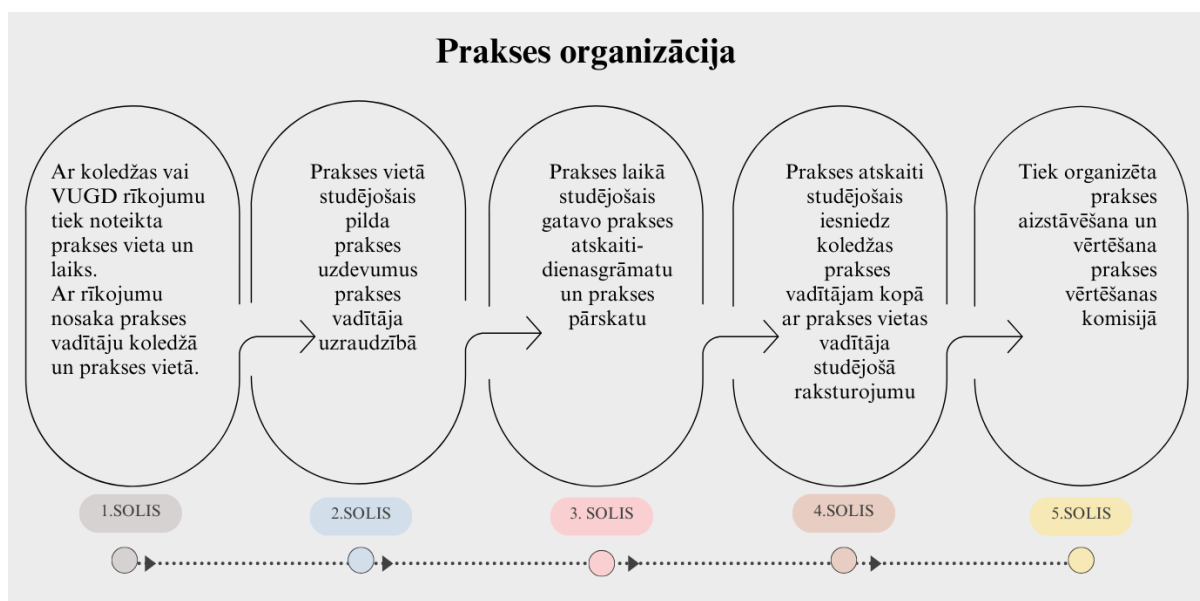 Prakses organizācija
Ar koledžas vai
VUGD rīkojumu
tiek noteikta
prakses vieta un
laiks.
Ar rīkojumu
nosaka prakses
vadītāju koledžā
un prakses vietā.
Prakses vietā
studējošais
pilda
prakses
uzdevumus
prakses
vadītāja
uzraudzībā
Prakses laikā
studējošais
gatavo prakses
atskaiti-
dienasgrāmatu
un prakses
pārskatu
Prakses atskaiti
studējošais
iesniedz
koledžas
prakses
vadītājam kopā
ar prakses vietas
vadītāja
studējošā
raksturojumu
Tiek organizēta
prakses
aizstāvēšana un
vērtēšana
prakses
vērtēšanas
komisijā
1.SOLIS
2.SOLIS
3. SOLIS
4.SOLIS
5.SOLIS